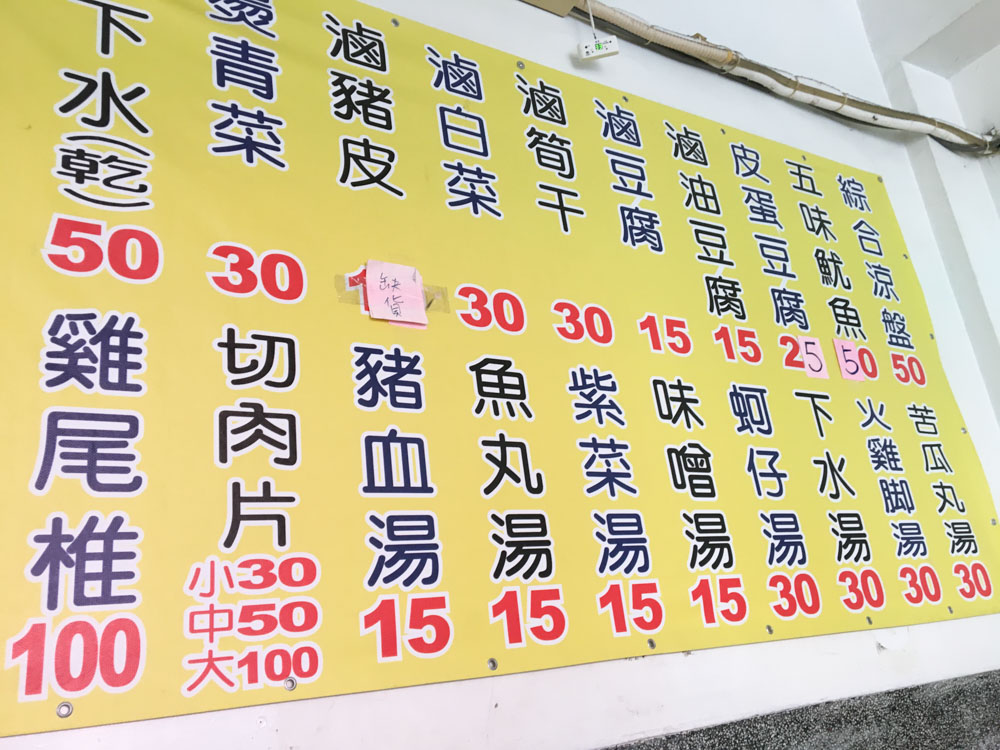 綜合涼盤
50
五味魷魚
50
皮蛋豆腐
25
滷油豆腐
15
滷豆腐
15
滷筍干
30
滷白菜
30
滷豬皮
缺貨
燙青菜
30
下水(乾)
50
苦瓜丸湯
30
火雞脚湯
30
下水湯
30
蚵仔湯
30
味噌湯
15
紫菜湯
15
魚丸湯
15
豬血湯
15
切肉片
小30
中50
大100
雞尾椎
100